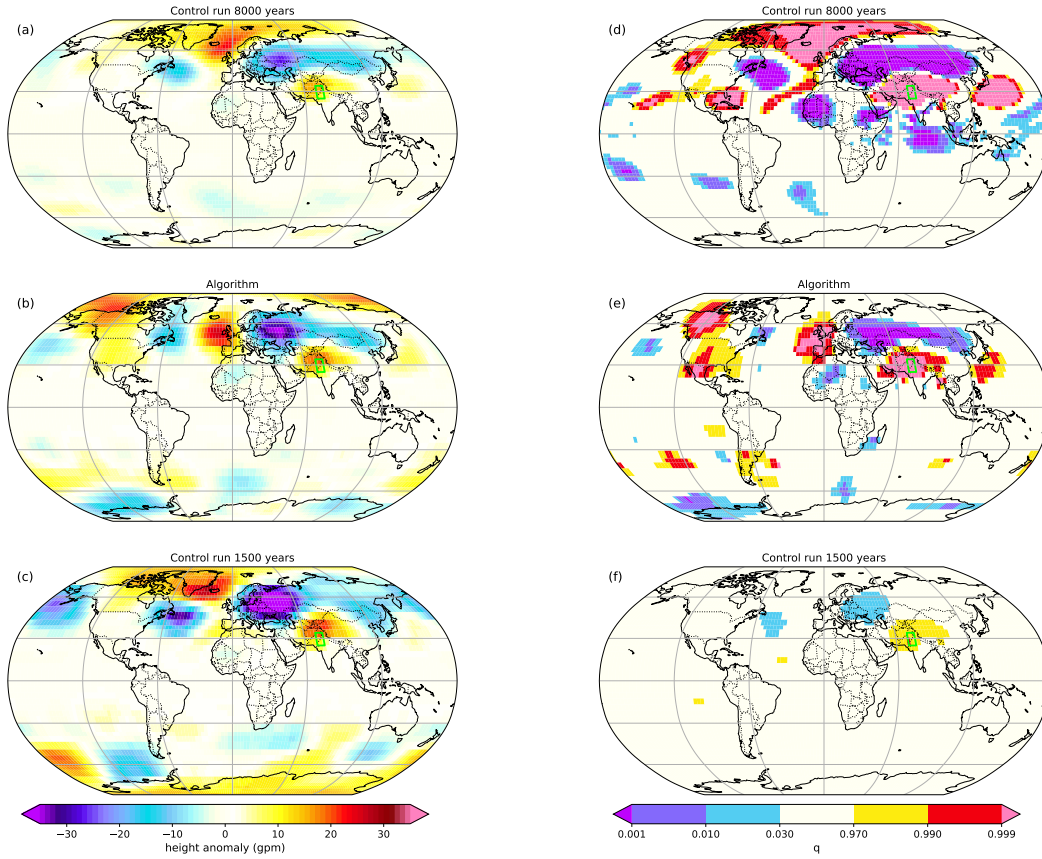 Control run 8000 years
(a)
Control run 8000 years
(d)
Algorithm
(b)
Algorithm
(e)
Control run 1500 years
(c)
Control run 1500 years
(f)
−30 −20 −10 0 10 20 30
height anomaly (gpm)
0.001 0.010 0.030 0.970 0.990 0.999
q